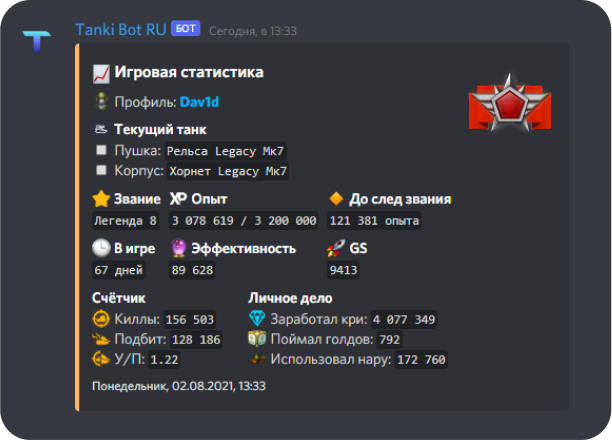 Tanki Bot RU БОТ Сегодня, в 13:33
Игровая статистика
Профиль: Dav1d
Текущий танк
Пушка: Рельса Legacy Мк7
Корпус: Хорнет Legacy Мк7
Звание XP Опыт До след звания
Легенда 8 3 078 619 / 3 200 000 121 381 опыта
В игре Эффективность GS
67 дней 89 628 9413
Счётчик Личное дело
Киллы: 156 503 Заработал кри: 4 077 349
Подбит: 128 186 Поймал голдов: 792
У/П: 1.22 Использовал нару: 172 760
Понедельник, 02.08.2021, 13:33